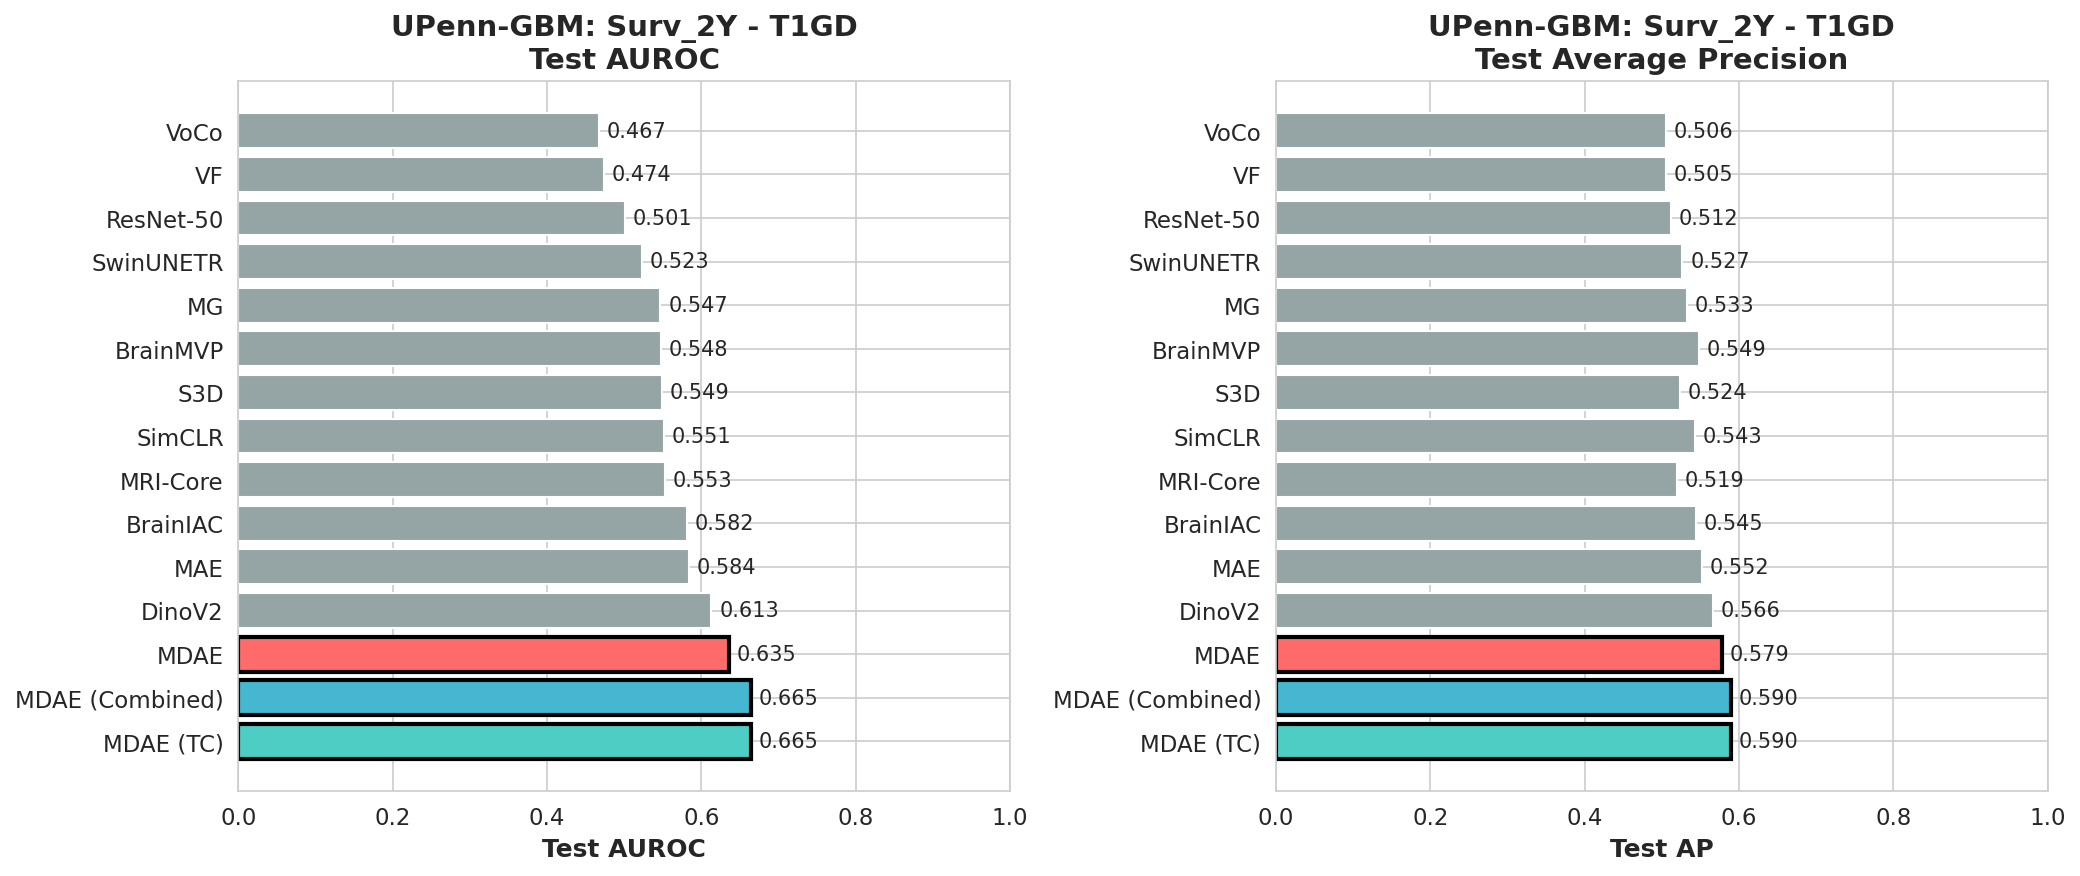 UPenn-GBM: Surv_2Y - T1GD
Test AUROC
VoCo 0.467
VF 0.474
ResNet-50 0.501
SwinUNETR 0.523
MG 0.547
BrainMVP 0.548
S3D 0.549
SimCLR 0.551
MRI-Core 0.553
BrainIAC 0.582
MAE 0.584
DinoV2 0.613
MDAE 0.635
MDAE (Combined) 0.665
MDAE (TC) 0.665
0.0 0.2 0.4 0.6 0.8 1.0
Test AUROC
UPenn-GBM: Surv_2Y - T1GD
Test Average Precision
VoCo 0.506
VF 0.505
ResNet-50 0.512
SwinUNETR 0.527
MG 0.533
BrainMVP 0.549
S3D 0.524
SimCLR 0.543
MRI-Core 0.519
BrainIAC 0.545
MAE 0.552
DinoV2 0.566
MDAE 0.579
MDAE (Combined) 0.590
MDAE (TC) 0.590
0.0 0.2 0.4 0.6 0.8 1.0
Test AP